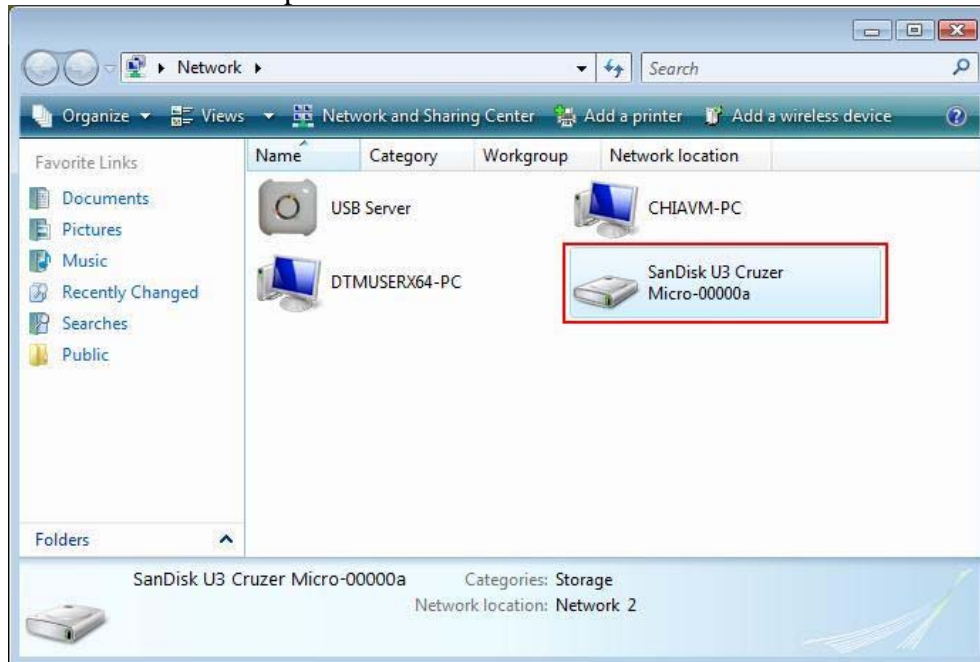 Network
Search
Organize Views Network and Sharing Center Add a printer Add a wireless device ?
Favorite Links
Documents
Pictures
Music
Recently Changed
Searches
Public
Folders
Name Category Workgroup Network location
USB Server
CHIAVM-PC
DTMUSERX64-PC
SanDisk U3 Cruzer
Micro-00000a
SanDisk U3 Cruzer Micro-00000a Categories: Storage
Network location: Network 2